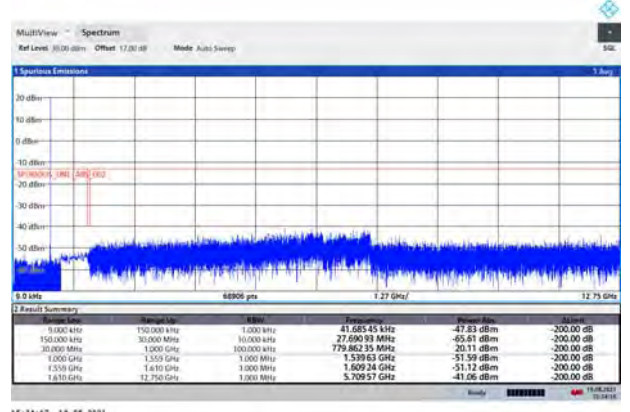 MultiView Spectrum
Ref Level 30.00 dBm Offset 17.00 dB Mode Auto Sweep
SGL
1 Spurious Emissions
1 Avg
20 dBm
10 dBm
0 dBm
-10 dBm
-20 dBm
-30 dBm
-40 dBm
-50 dBm
9.0 kHz 68906 pts 1.27 GHz/ 12.75 GHz
2 Result Summary
Range Low Range Up RBW Frequency Power Abs ΔLimit
9.000 kHz 150.000 kHz 1.000 kHz 41.68545 kHz -47.83 dBm -200.00 dB
150.000 kHz 30.000 MHz 10.000 kHz 27.69093 MHz -65.61 dBm -200.00 dB
30.000 MHz 1.000 GHz 100.000 kHz 779.86235 MHz 20.11 dBm -200.00 dB
1.000 GHz 1.559 GHz 1.000 MHz 1.53963 GHz -51.59 dBm -200.00 dB
1.559 GHz 1.610 GHz 1.000 MHz 1.60924 GHz -51.12 dBm -200.00 dB
1.610 GHz 12.750 GHz 1.000 MHz 5.70957 GHz -41.06 dBm -200.00 dB
Ready